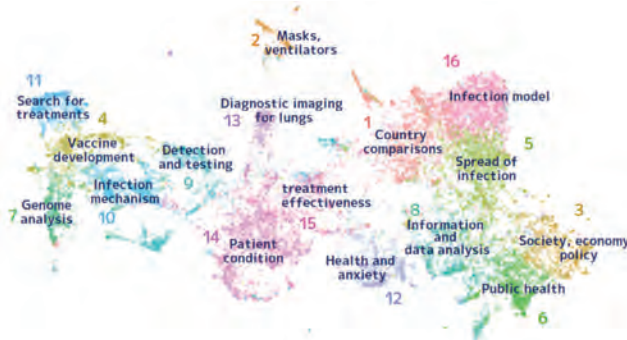 2
Masks,
ventilators
16
Infection model
11
Search for
treatments
4
Vaccine
development
Detection
and testing
9
Diagnostic imaging
for lungs
13
1
Country
comparisons
5
Spread of
infection
7
Genome
analysis
Infection
mechanism
10
treatment
effectiveness
15
14
Patient
condition
8
Information
and
data analysis
3
Society, economy
policy
Health and
anxiety
12
Public health
6